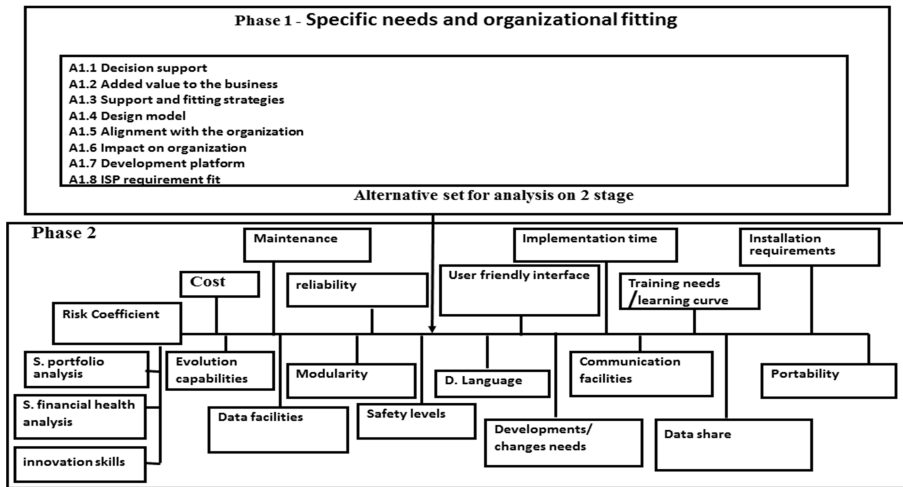 Phase 1 - Specific needs and organizational fitting
A1.1 Decision support
A1.2 Added value to the business
A1.3 Support and fitting strategies
A1.4 Design model
A1.5 Alignment with the organization
A1.6 Impact on organization
A1.7 Development platform
A1.8 ISP requirement fit
Alternative set for analysis on 2 stage
Phase 2
Maintenance
Implementation time
Installation
requirements
Cost
reliability
User friendly interface
Training needs
/learning curve
Risk Coefficient
S. portfolio
analysis
Evolution
capabilities
Modularity
D. Language
Communication
facilities
Portability
S. financial health
analysis
Data facilities
Safety levels
Developments/
changes needs
Data share
innovation skills